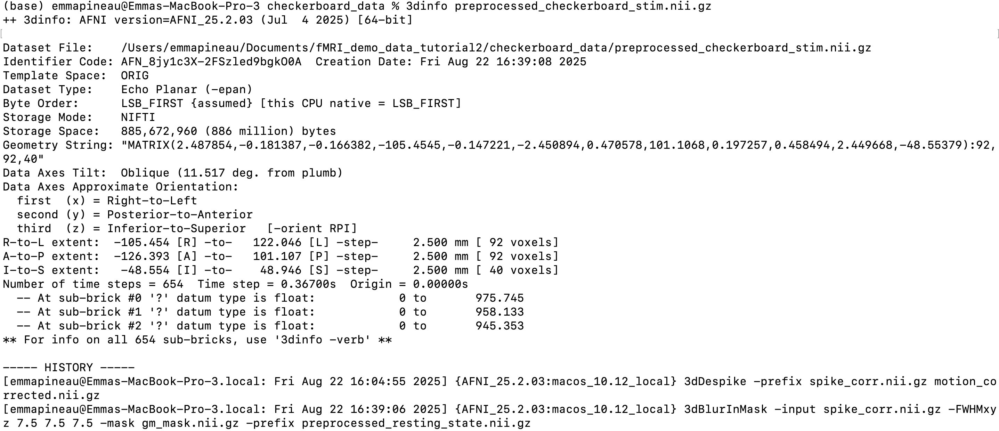 (base) emmapineau@Emmas-MacBook-Pro-3 checkerboard_data % 3dinfo preprocessed_checkerboard_stim.nii.gz
++ 3dinfo: AFNI version=AFNI_25.2.03 (Jul  4 2025) [64-bit]
[ ]
Dataset File:    /Users/emmapineau/Documents/fMRI_demo_data_tutorial2/checkerboard_data/preprocessed_checkerboard_stim.nii.gz
Identifier Code: AFN_8jy1c3X-2FSzled9bgkO0A  Creation Date: Fri Aug 22 16:39:08 2025
Template Space:  ORIG
Dataset Type:    Echo Planar (-epan)
Byte Order:      LSB_FIRST {assumed} [this CPU native = LSB_FIRST]
Storage Mode:    NIFTI
Storage Space:   885,672,960 (886 million) bytes
Geometry String: "MATRIX(2.487854,-0.181387,-0.166382,-105.4545,-0.147221,-2.450894,0.470578,101.1068,0.197257,0.458494,2.449668,-48.55379):92,
92,40"
Data Axes Tilt:  Oblique (11.517 deg. from plumb)
Data Axes Approximate Orientation:
  first  (x) = Right-to-Left
  second (y) = Posterior-to-Anterior
  third  (z) = Inferior-to-Superior   [-orient RPI]
R-to-L extent:  -105.454 [R] -to-   122.046 [L] -step-     2.500 mm [ 92 voxels]
A-to-P extent:  -126.393 [A] -to-   101.107 [P] -step-     2.500 mm [ 92 voxels]
I-to-S extent:   -48.554 [I] -to-    48.946 [S] -step-     2.500 mm [ 40 voxels]
Number of time steps = 654  Time step = 0.36700s  Origin = 0.00000s
  -- At sub-brick #0 '?' datum type is float:            0 to       975.745
  -- At sub-brick #1 '?' datum type is float:            0 to       958.133
  -- At sub-brick #2 '?' datum type is float:            0 to       945.353
** For info on all 654 sub-bricks, use '3dinfo -verb' **
----- HISTORY -----
[emmapineau@Emmas-MacBook-Pro-3.local: Fri Aug 22 16:04:55 2025] {AFNI_25.2.03:macos_10.12_local} 3dDespike -prefix spike_corr.nii.gz motion_co
rrected.nii.gz
[emmapineau@Emmas-MacBook-Pro-3.local: Fri Aug 22 16:39:06 2025] {AFNI_25.2.03:macos_10.12_local} 3dBlurInMask -input spike_corr.nii.gz -FWHMxy
z 7.5 7.5 7.5 -mask gm_mask.nii.gz -prefix preprocessed_resting_state.nii.gz